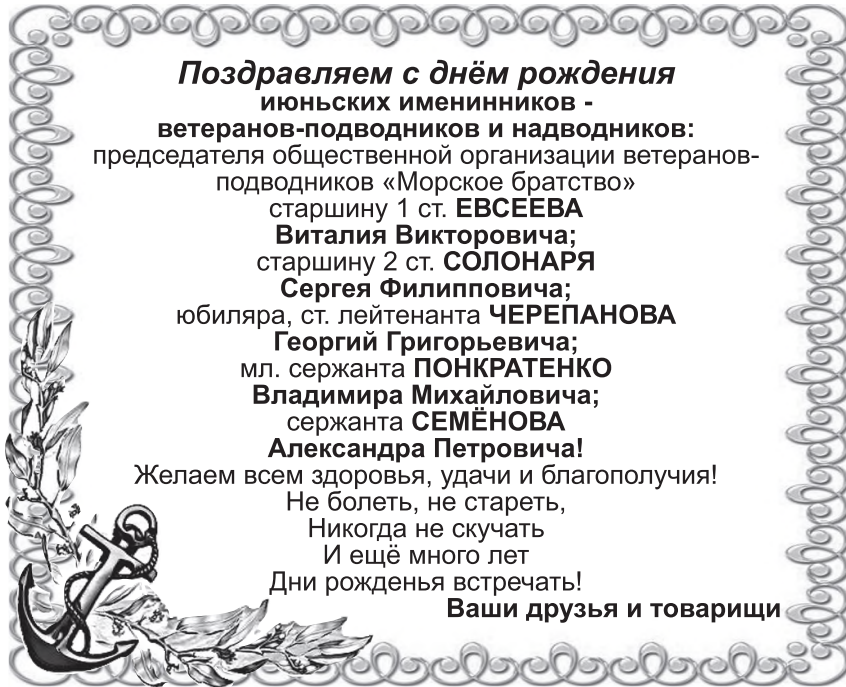 Поздравляем с днём рождения
июньских именинников -
ветеранов-подводников и надводников:
председателя общественной организации ветеранов-
подводников «Морское братство»
старшину 1 ст. ЕВСЕЕВА
Виталия Викторовича;
старшину 2 ст. СОЛОНАРЯ
Сергея Филипповича;
юбиляра, ст. лейтенанта ЧЕРЕПАНОВА
Георгий Григорьевича;
мл. сержанта ПОНКРАТЕНКО
Владимира Михайловича;
сержанта СЕМЁНОВА
Александра Петровича!
Желаем всем здоровья, удачи и благополучия!
Не болеть, не стареть,
Никогда не скучать
И ещё много лет
Дни рожденья встречать!
Ваши друзья и товарищи